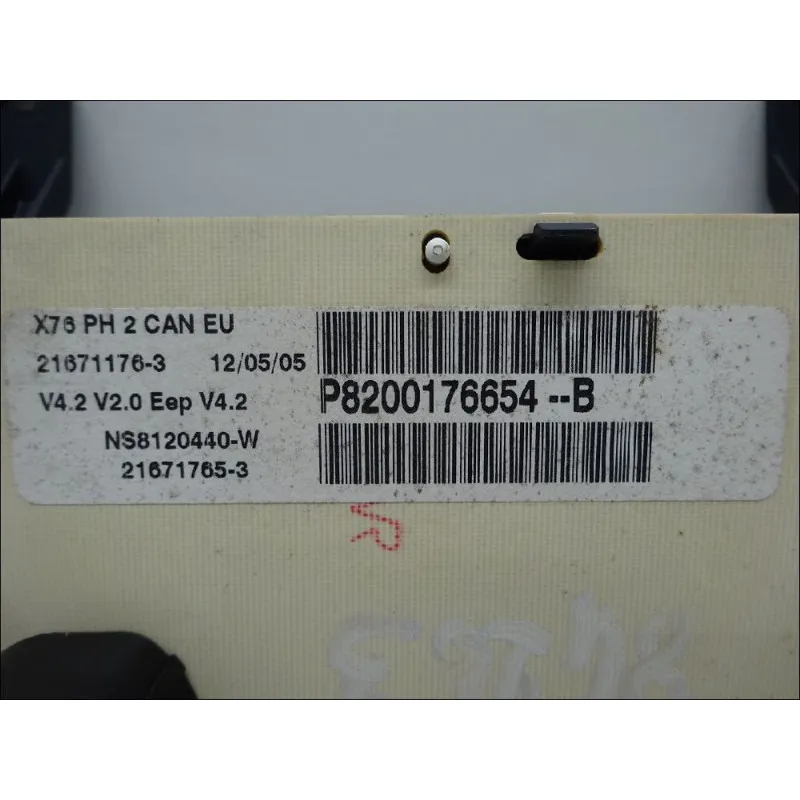 X76 PH 2 CAN EU
21671176-3 12/05/05
V4.2 V2.0 Eep V4.2
NS8120440-W
21671765-3
P8200176654 --B